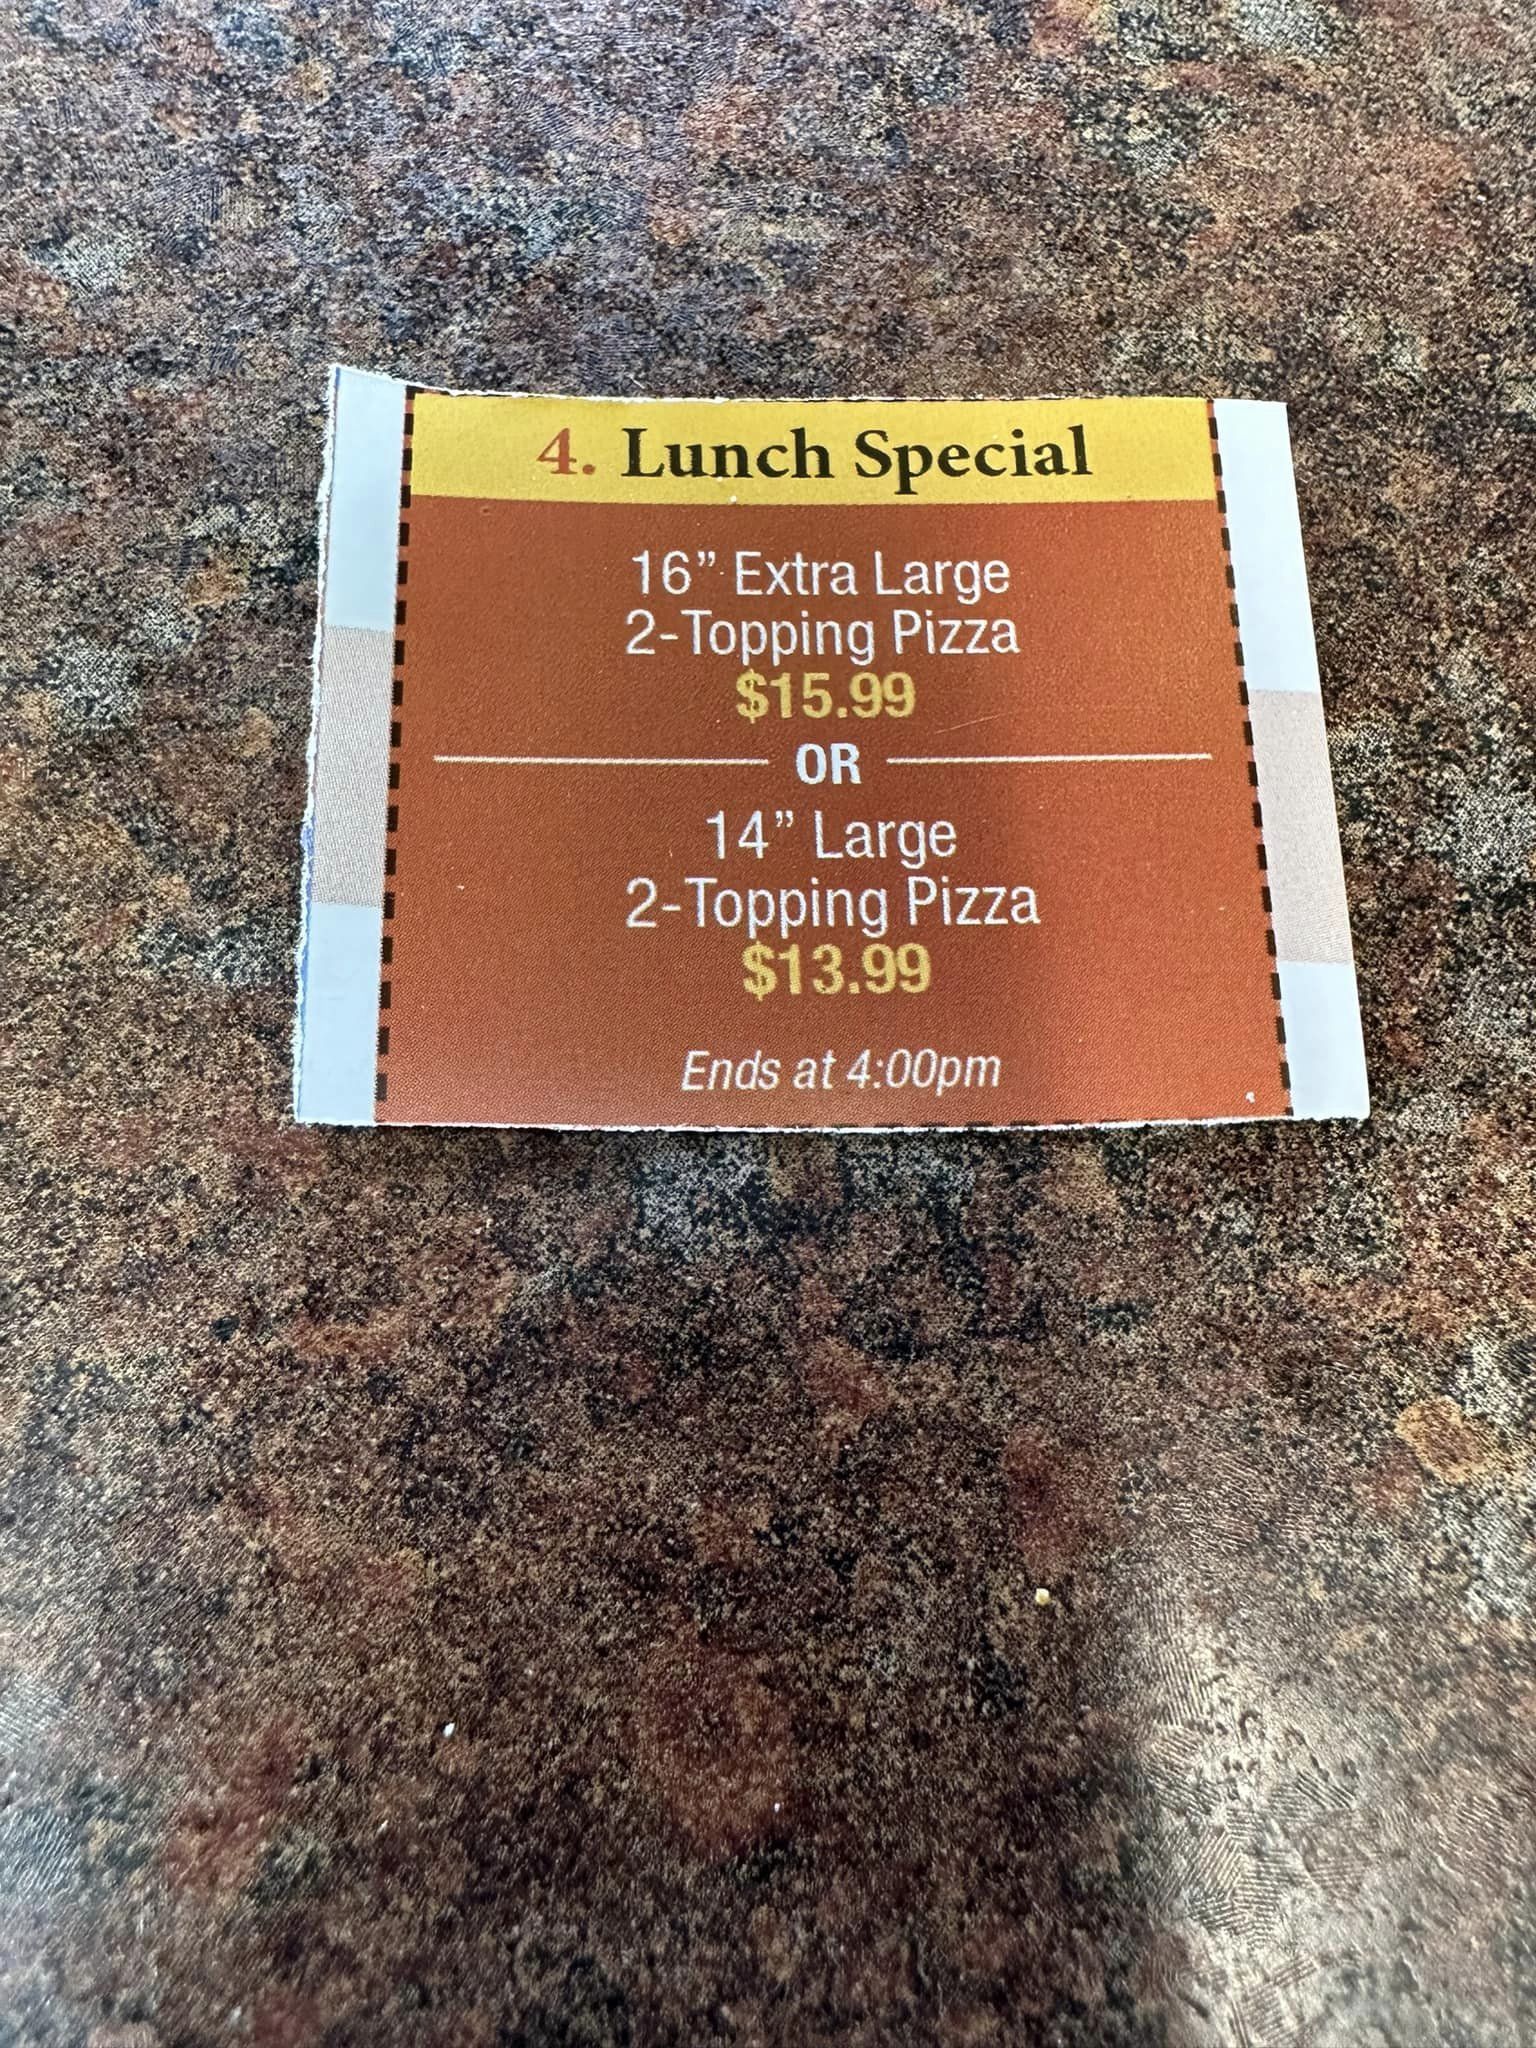 4. Lunch Special
16” Extra Large
2-Topping Pizza
$15.99
OR
14” Large
2-Topping Pizza
$13.99
Ends at 4:00pm